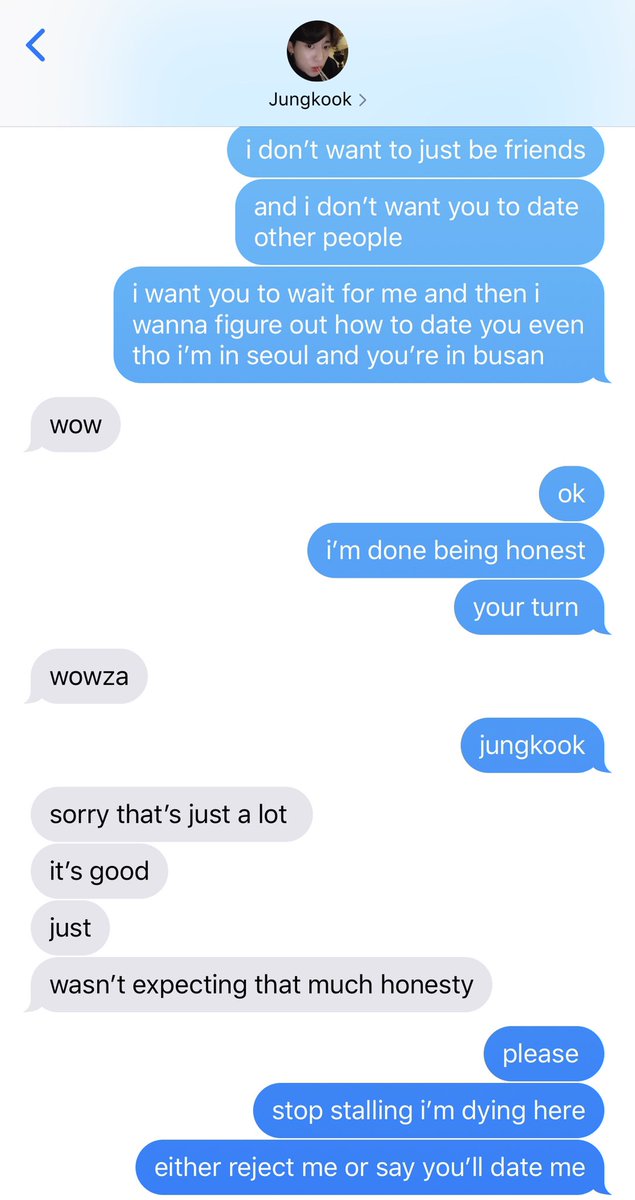 Jungkook
i don’t want to just be friends
and i don’t want you to date
other people
i want you to wait for me and then i
wanna figure out how to date you even
tho i’m in seoul and you’re in busan
wow
ok
i’m done being honest
your turn
wowza
jungkook
sorry that’s just a lot
it’s good
just
wasn’t expecting that much honesty
please
stop stalling i’m dying here
either reject me or say you’ll date me